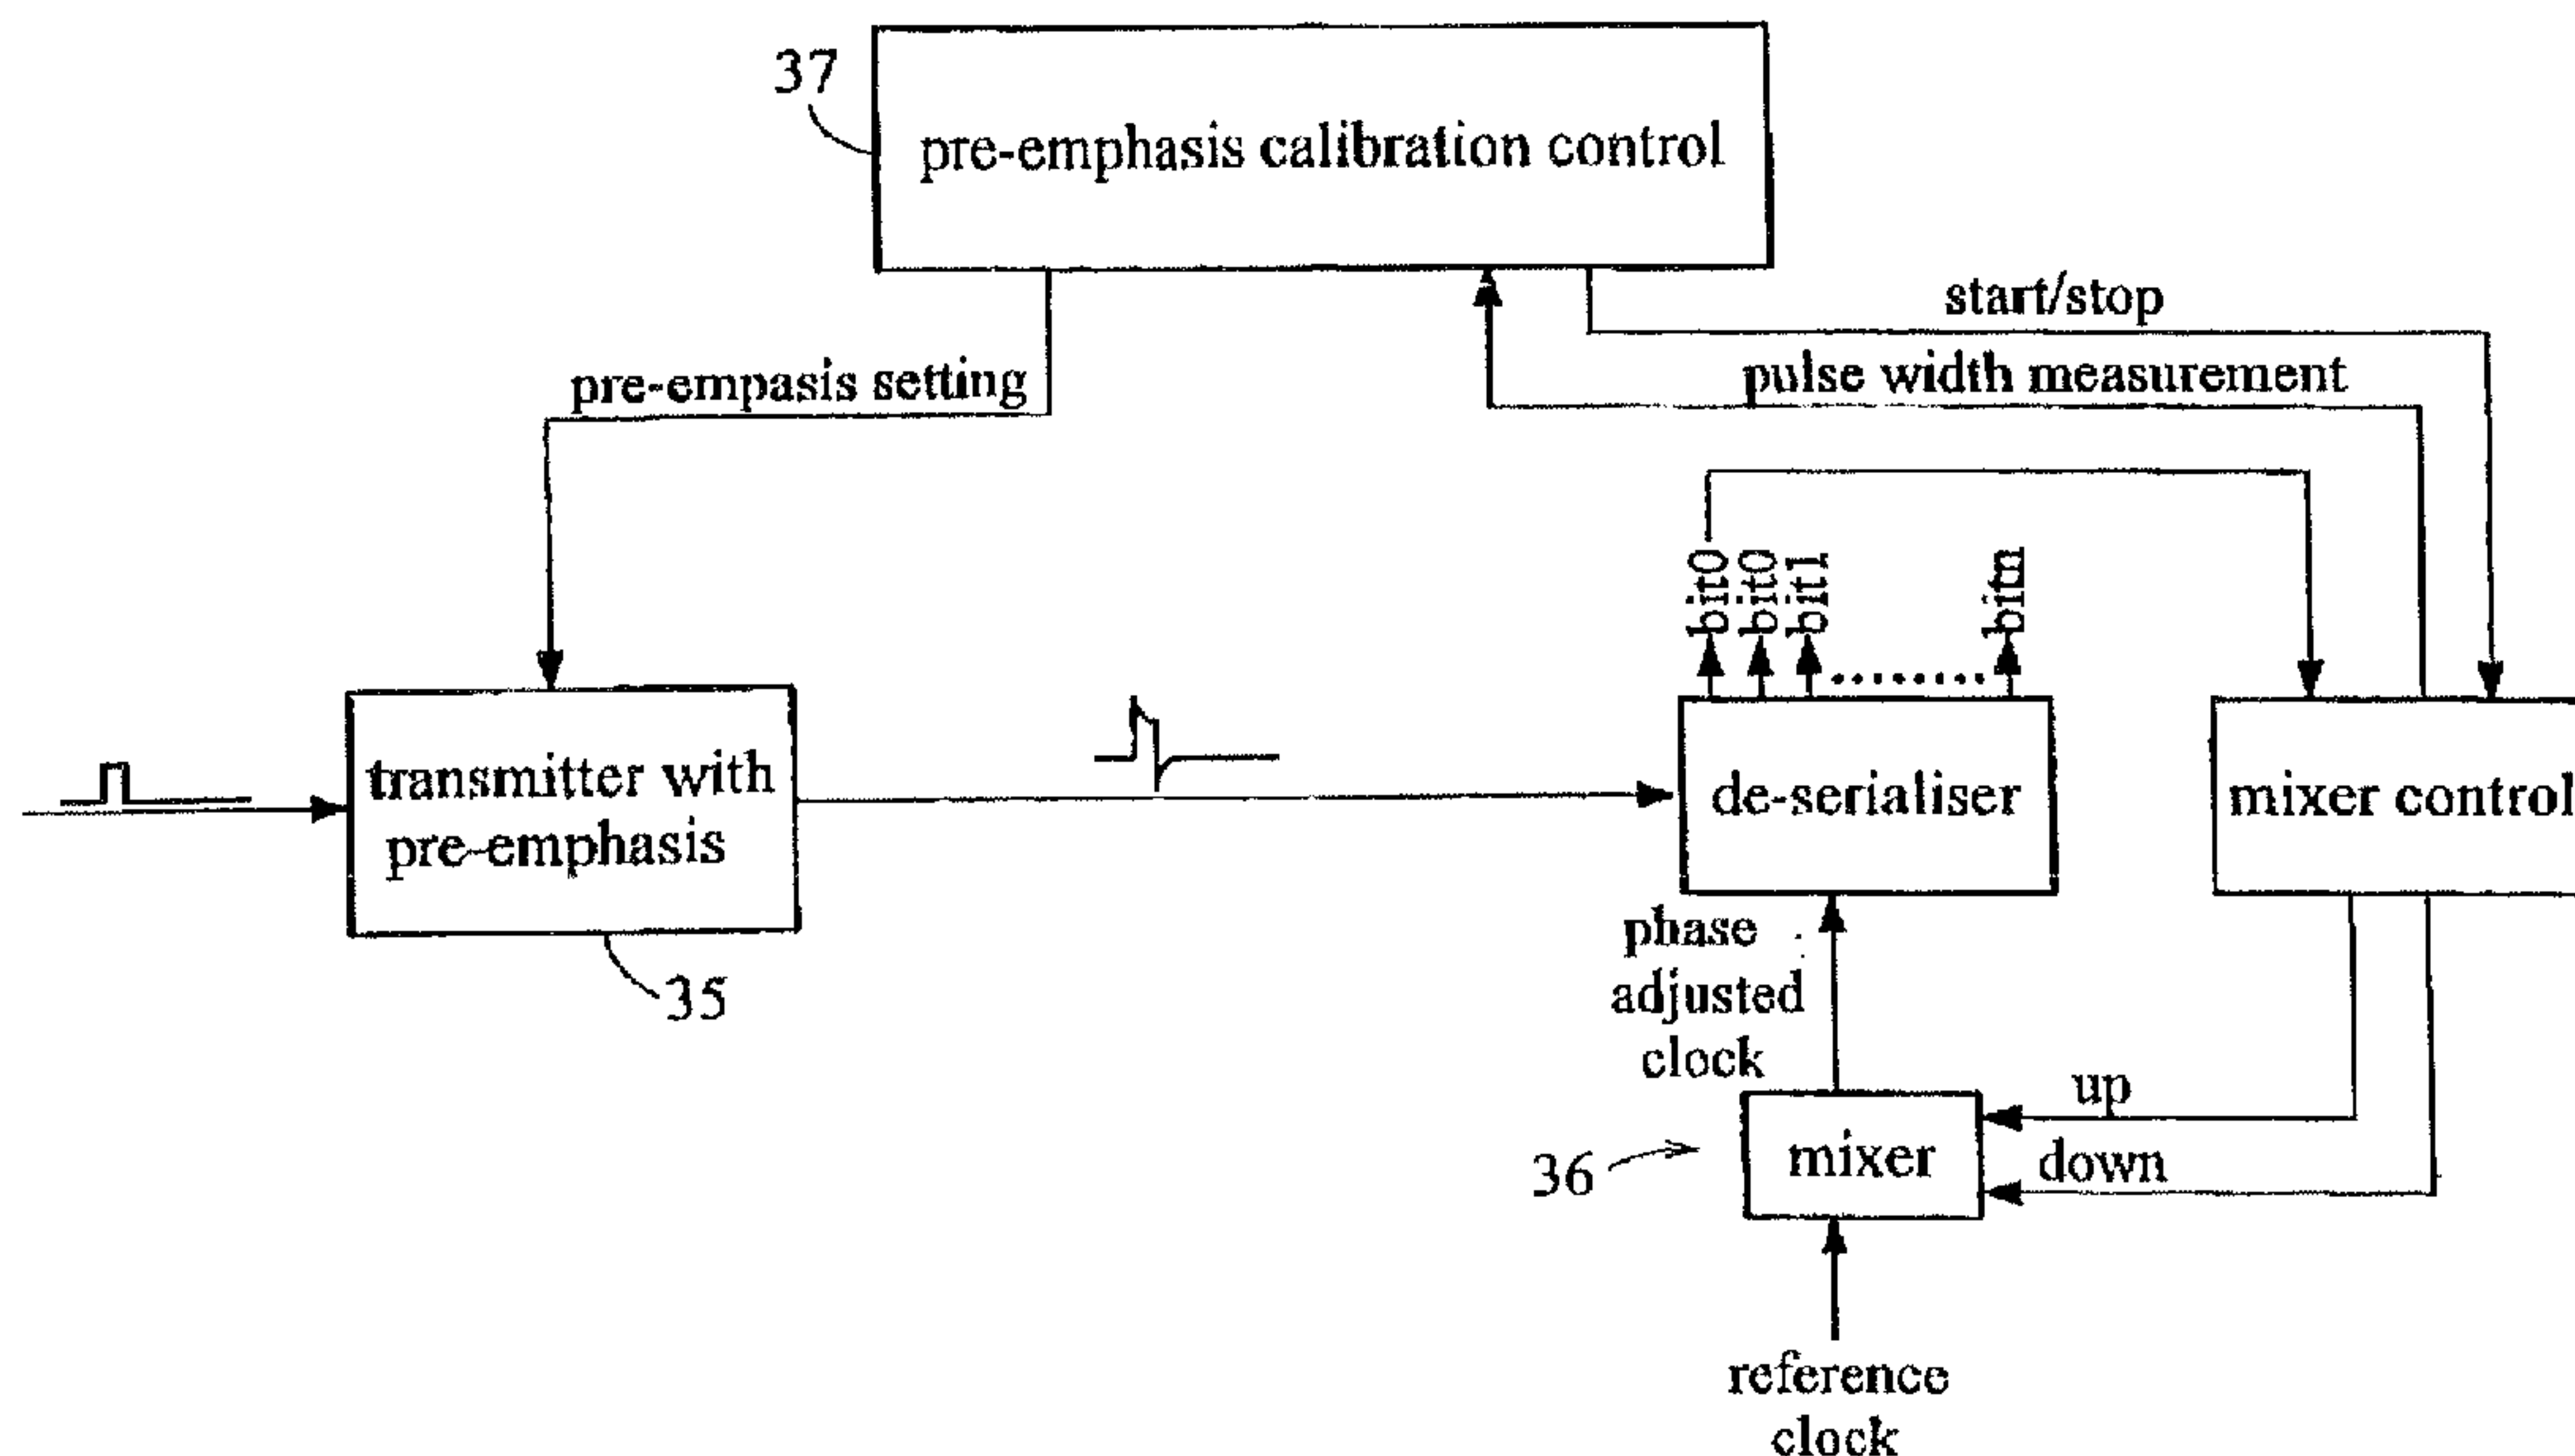 37
pre-emphasis calibration control
start/stop
pre-empasis setting
pulse width measurement
bit0
bit0
bit1
bitn
transmitter with
pre-emphasis
de-serialiser
mixer control
35
phase
adjusted
clock
up
36
mixer
down
reference
clock